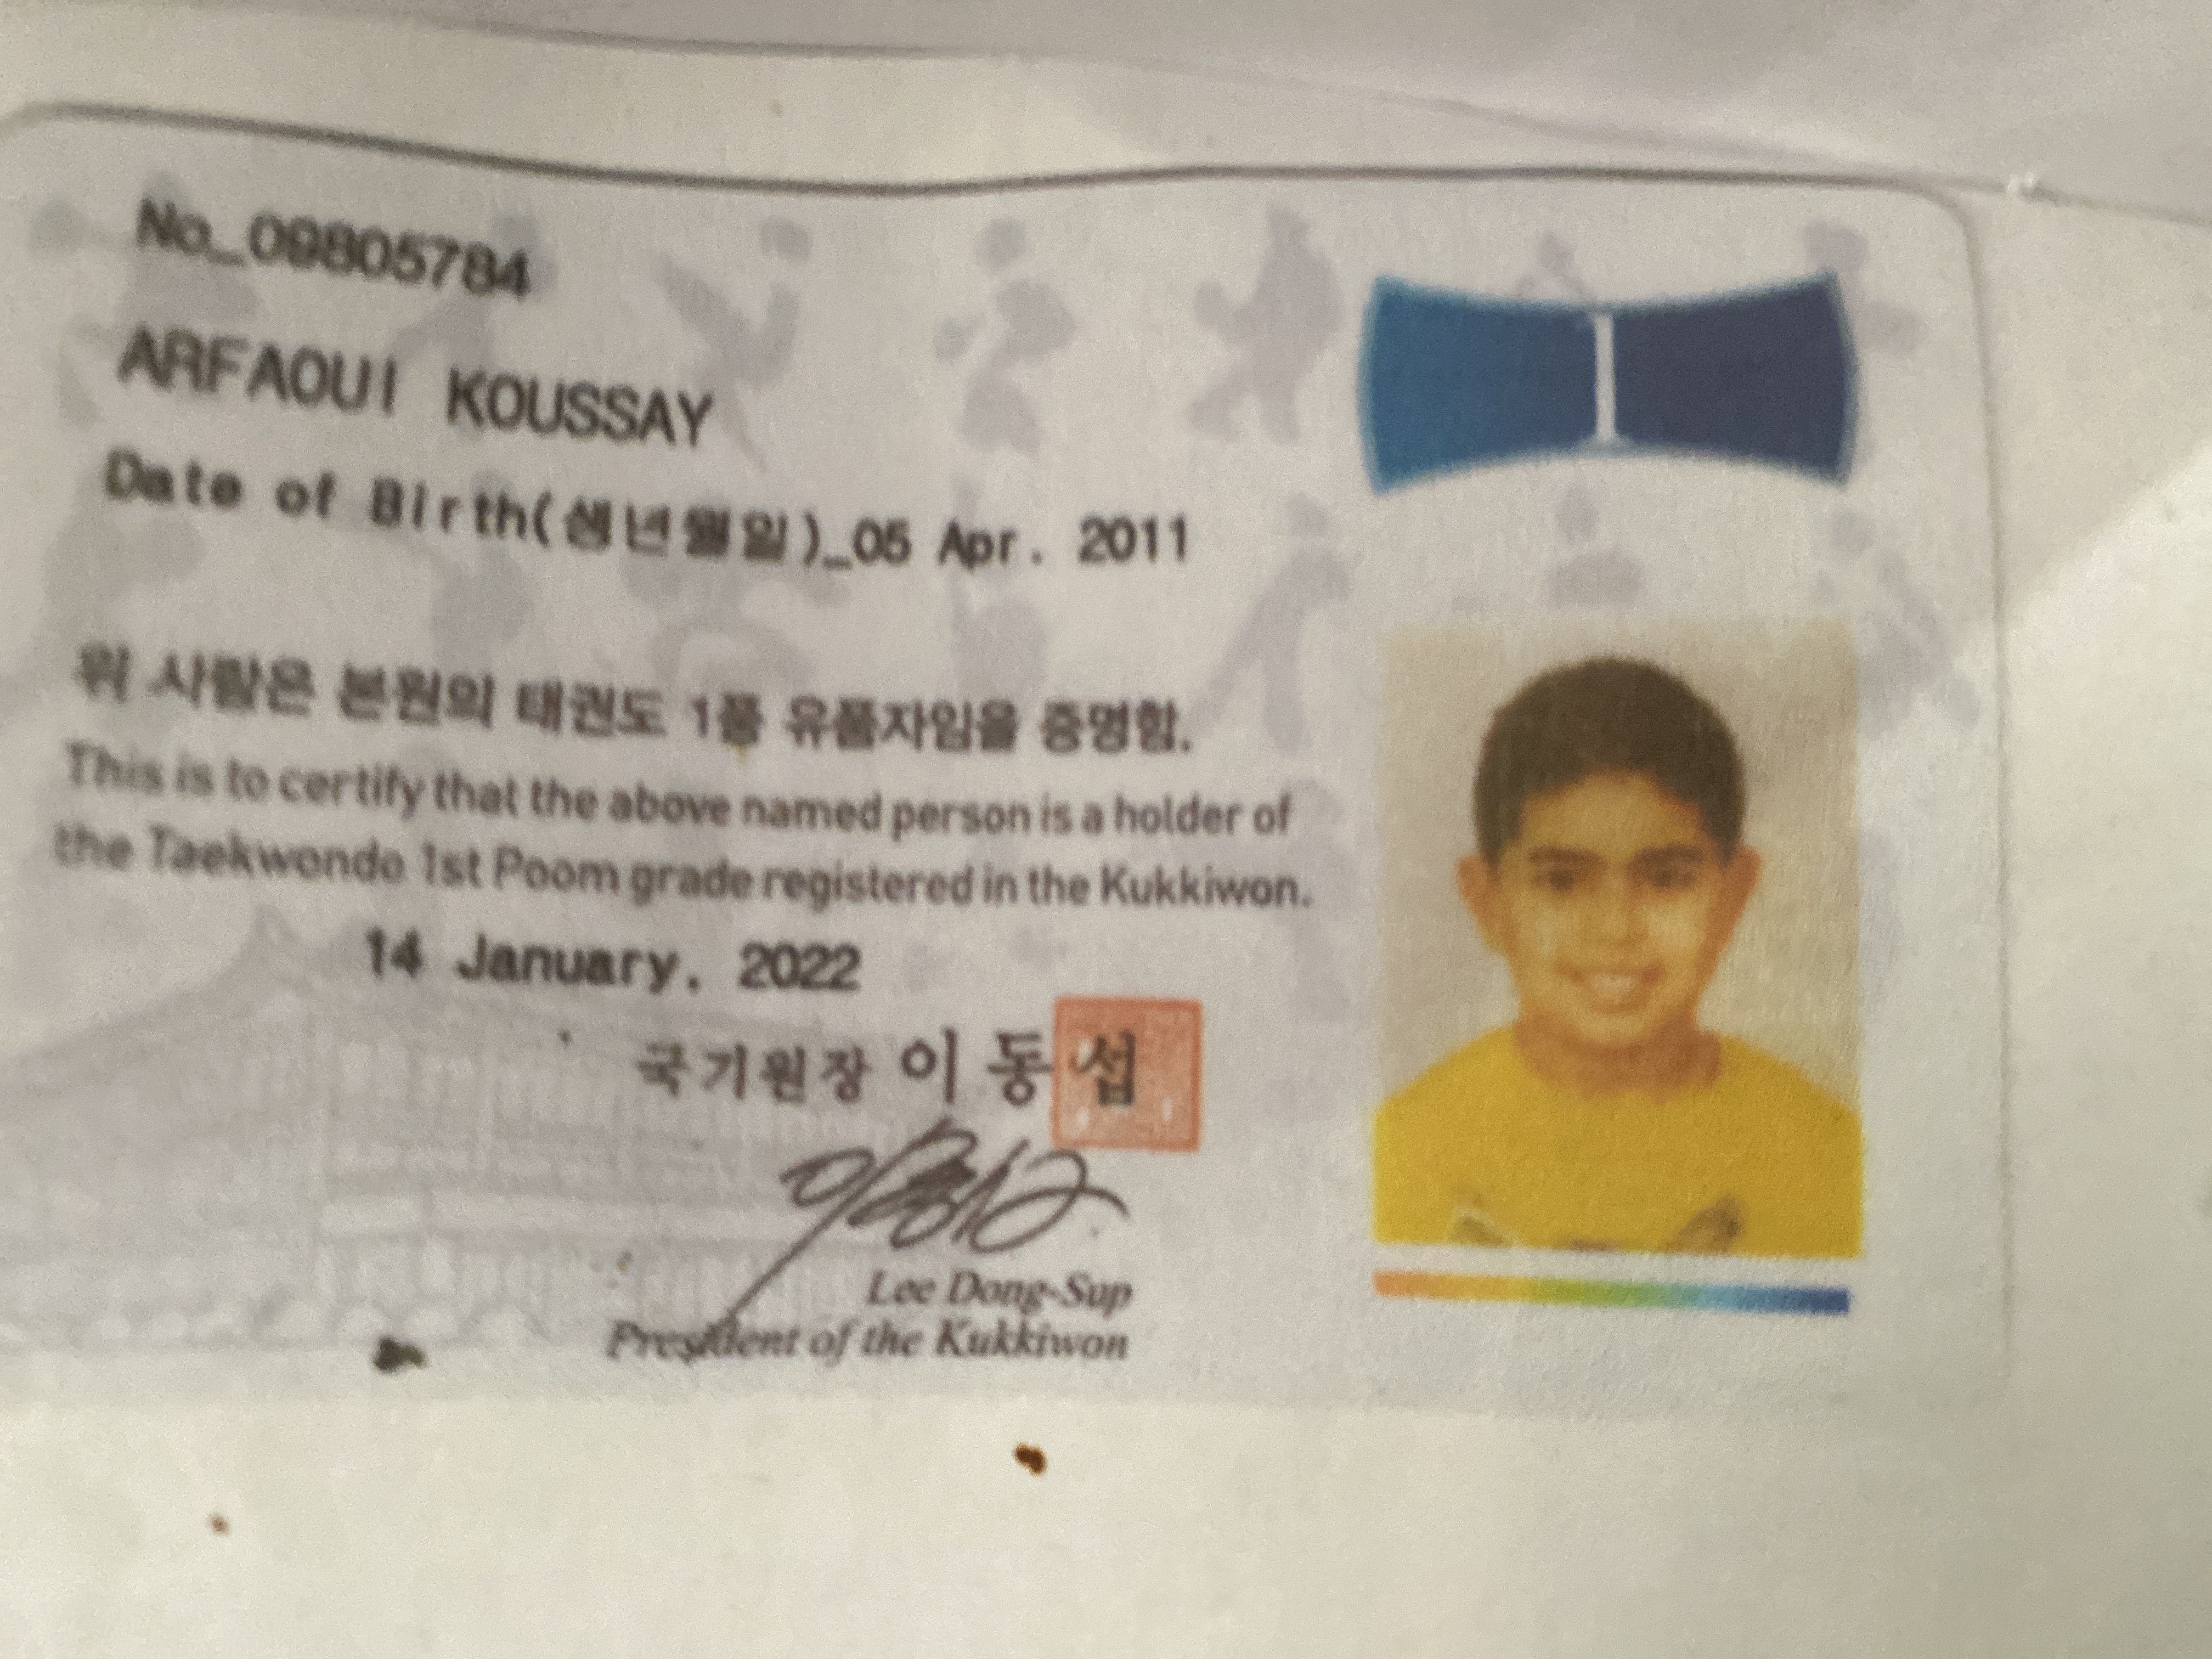 No_09805784
ARFAOUI KOUSSAY
Date of Birth(생년월일)_05 Apr. 2011
위 사람은 본원의 태권도 1품 유품자임을 증명함.
This is to certify that the above named person is a holder of
the Taekwondo 1st Poom grade registered in the Kukkiwon.
14 January, 2022
국기원장 이동섭
Lee Dong-Sup
President of the Kukkiwon